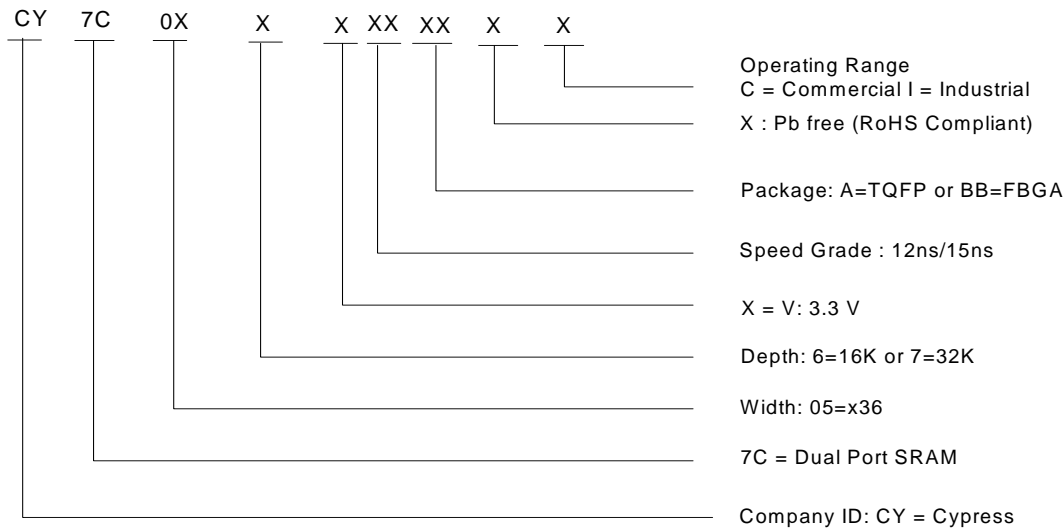 CY 7C 0X X X XX XX X X
Operating Range
C = Commercial I = Industrial
X : Pb free (RoHS Compliant)
Package: A=TQFP or BB=FBGA
Speed Grade : 12ns/15ns
X = V: 3.3 V
Depth: 6=16K or 7=32K
Width: 05=x36
7C = Dual Port SRAM
Company ID: CY = Cypress